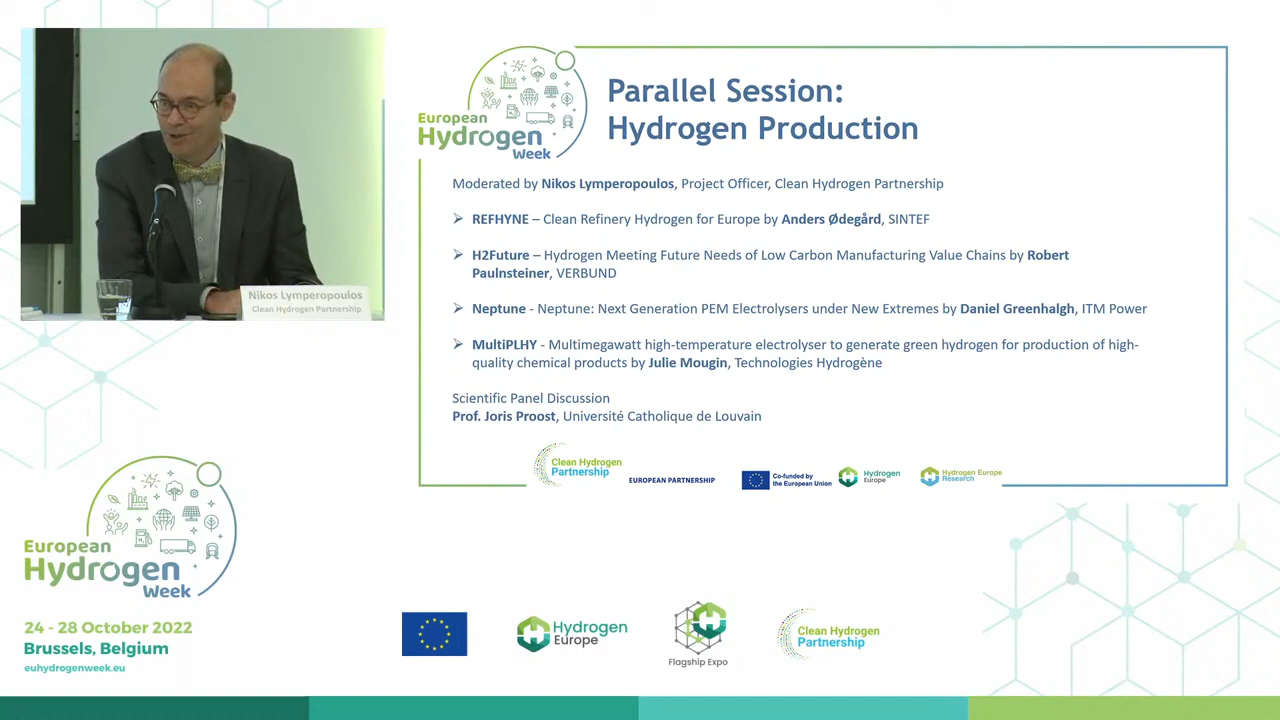 Nikos Lymperopoulos
Clean Hydrogen Partnership
European
Hydrogen
Week
Parallel Session:
Hydrogen Production
Moderated by Nikos Lymperopoulos, Project Officer, Clean Hydrogen Partnership
REFHYNE – Clean Refinery Hydrogen for Europe by Anders Ødegård, SINTEF
H2Future – Hydrogen Meeting Future Needs of Low Carbon Manufacturing Value Chains by Robert
Paulnsteiner, VERBUND
Neptune - Neptune: Next Generation PEM Electrolysers under New Extremes by Daniel Greenhalgh, ITM Power
MultiPLHY - Multimegawatt high-temperature electrolyser to generate green hydrogen for production of high-
quality chemical products by Julie Mougin, Technologies Hydrogène
Scientific Panel Discussion
Prof. Joris Proost, Université Catholique de Louvain
Clean Hydrogen
Partnership
EUROPEAN PARTNERSHIP
Co-funded by
the European Union
Hydrogen
Europe
Hydrogen Europe
Research
European
Hydrogen
Week
24 - 28 October 2022
Brussels, Belgium
euhydrogenweek.eu
Hydrogen
Europe
Flagship Expo
Clean Hydrogen
Partnership